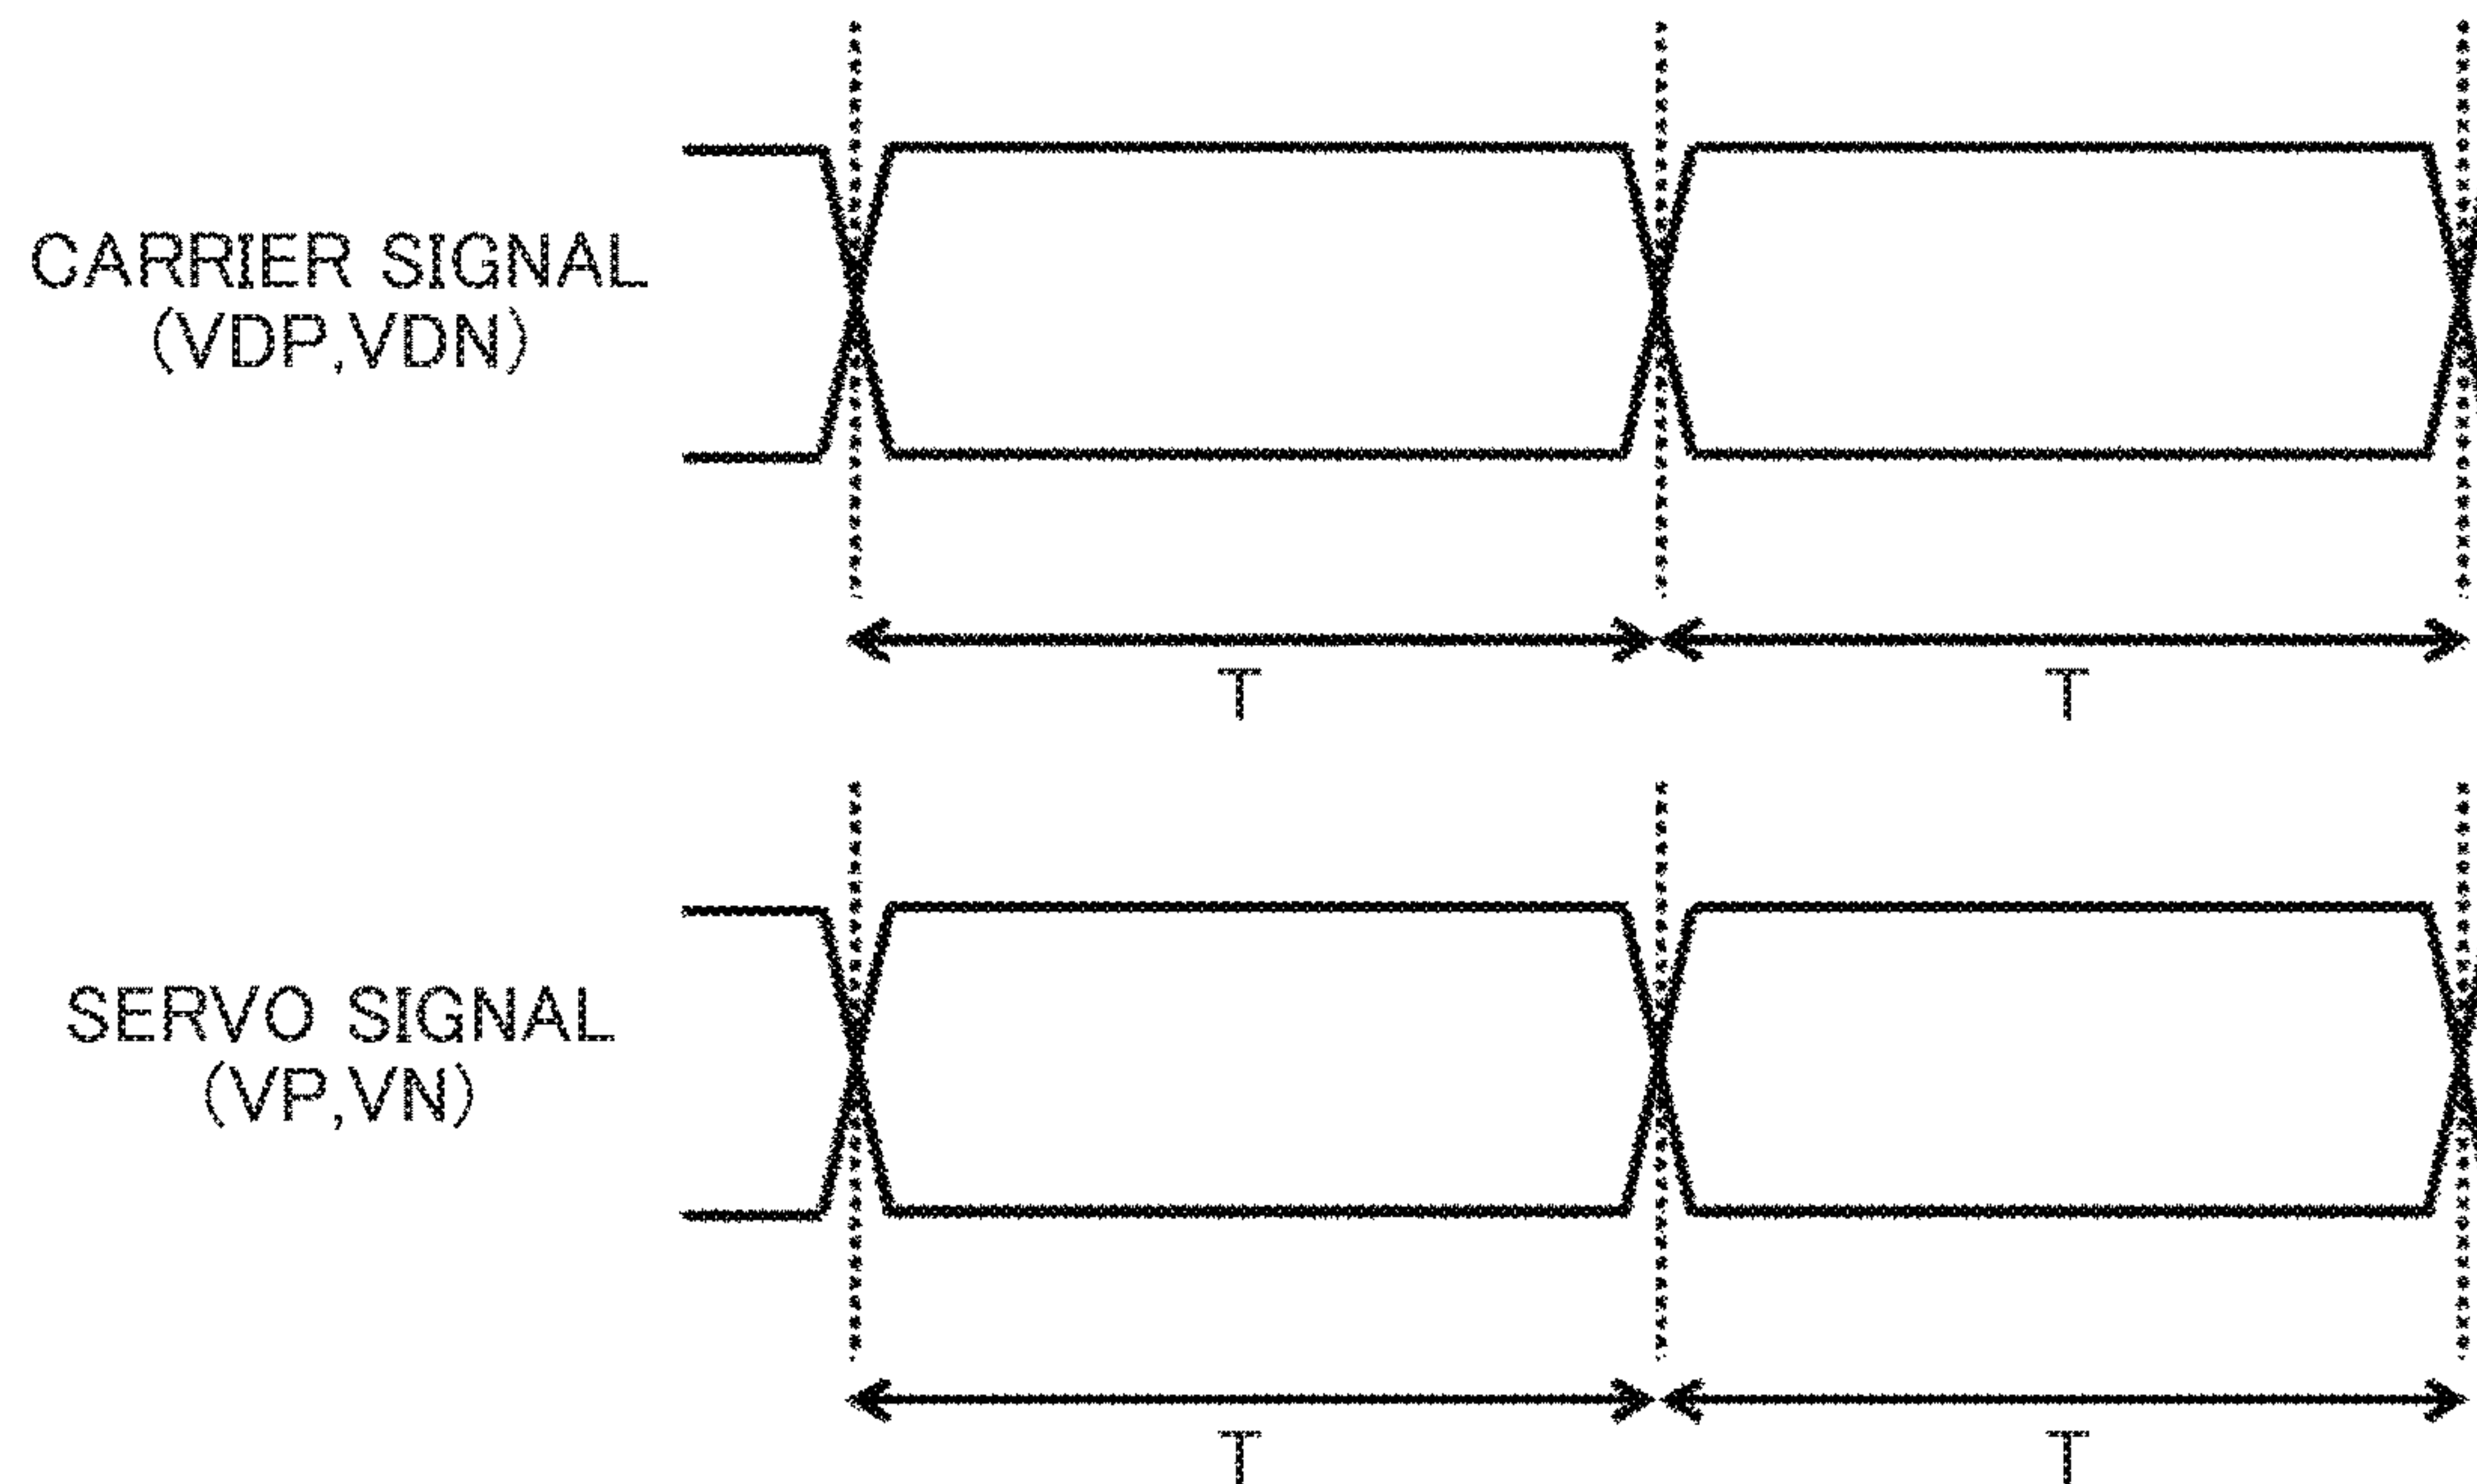 CARRIER SIGNAL
(VDP,VDN)
T T
SERVO SIGNAL
(VP,VN)
T T